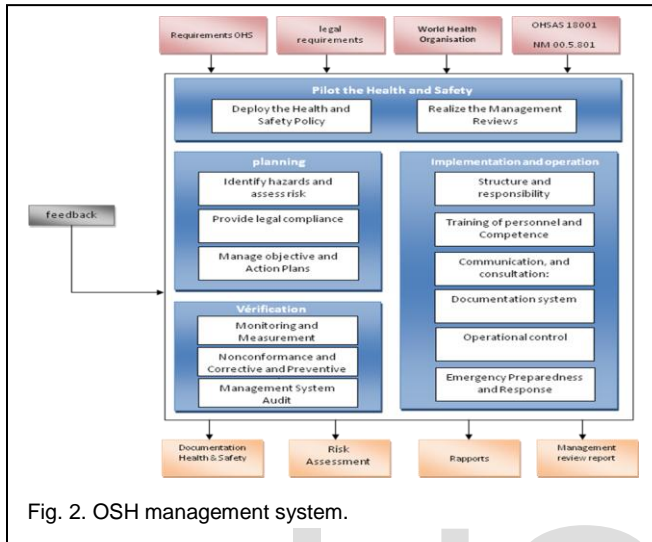 Requirements OHS
legal
requirements
World Health
Organisation
OHSAS 18001
NM 00.5.801
Pilot the Health and Safety
Deploy the Health and
Safety Policy
Realize the Management
Reviews
planning
Identify hazards and
assess risk
Provide legal compliance
Manage objective and
Action Plans
Implementation and operation
Structure and
responsibility
Training of personnel and
Competence
Communication, and
consultation:
Documentation system
Operational control
Emergency Preparedness
and Response
feedback
Vérification
Monitoring and
Measurement
Nonconformance and
Corrective and Preventive
Management System
Audit
Documentation
Health & Safety
Risk
Assessment
Rapports
Management
review report
Fig. 2. OSH management system.